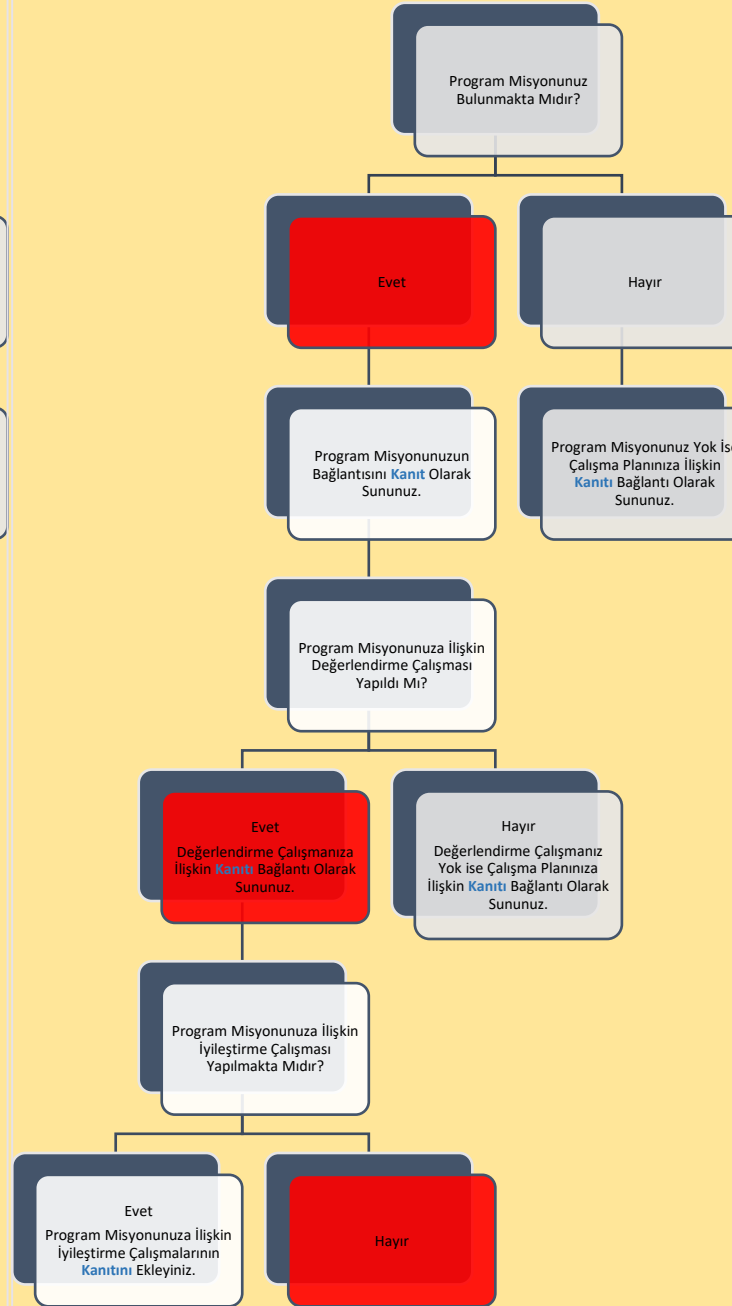 Program Misyonunuz
Bulunmakta Mıdır?
Evet
Hayır
Program Misyonunuzun
Bağlantısını Kanıt Olarak
Sununuz.
Program Misyonunuz Yok İse
Çalışma Planınıza İlişkin
Kanıtı Bağlantı Olarak
Sununuz.
Program Misyonunuza İlişkin
Değerlendirme Çalışması
Yapıldı Mı?
Evet
Değerlendirme Çalışmanıza
İlişkin Kanıtı Bağlantı Olarak
Sununuz.
Hayır
Değerlendirme Çalışmanız
Yok ise Çalışma Planınıza
İlişkin Kanıtı Bağlantı Olarak
Sununuz.
Program Misyonunuza İlişkin
İyileştirme Çalışması
Yapılmakta Mıdır?
Evet
Program Misyonunuza İlişkin
İyileştirme Çalışmalarının
Kanıtını Ekleyiniz.
Hayır